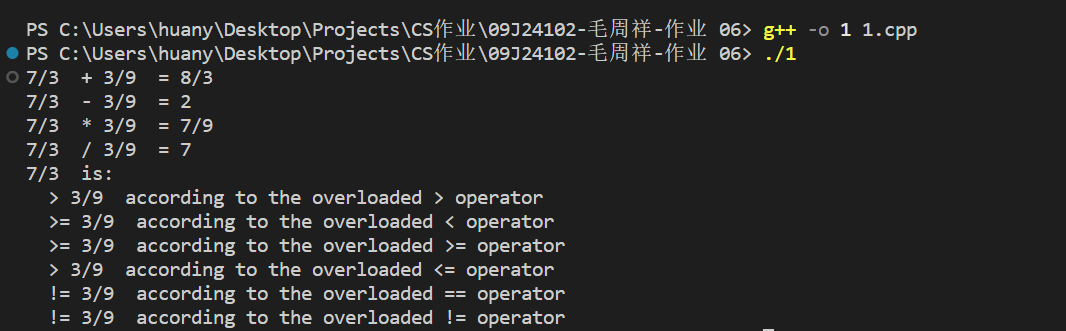 PS C:\Users\huany\Desktop\Projects\CS作业\09J24102-毛周祥-作业 06> g++ -o 1 1.cpp
PS C:\Users\huany\Desktop\Projects\CS作业\09J24102-毛周祥-作业 06> ./1
7/3  + 3/9  = 8/3
7/3  - 3/9  = 2
7/3  * 3/9  = 7/9
7/3  / 3/9  = 7
7/3  is:
  > 3/9  according to the overloaded > operator
  >= 3/9  according to the overloaded < operator
  >= 3/9  according to the overloaded >= operator
  > 3/9  according to the overloaded <= operator
  != 3/9  according to the overloaded == operator
  != 3/9  according to the overloaded != operator